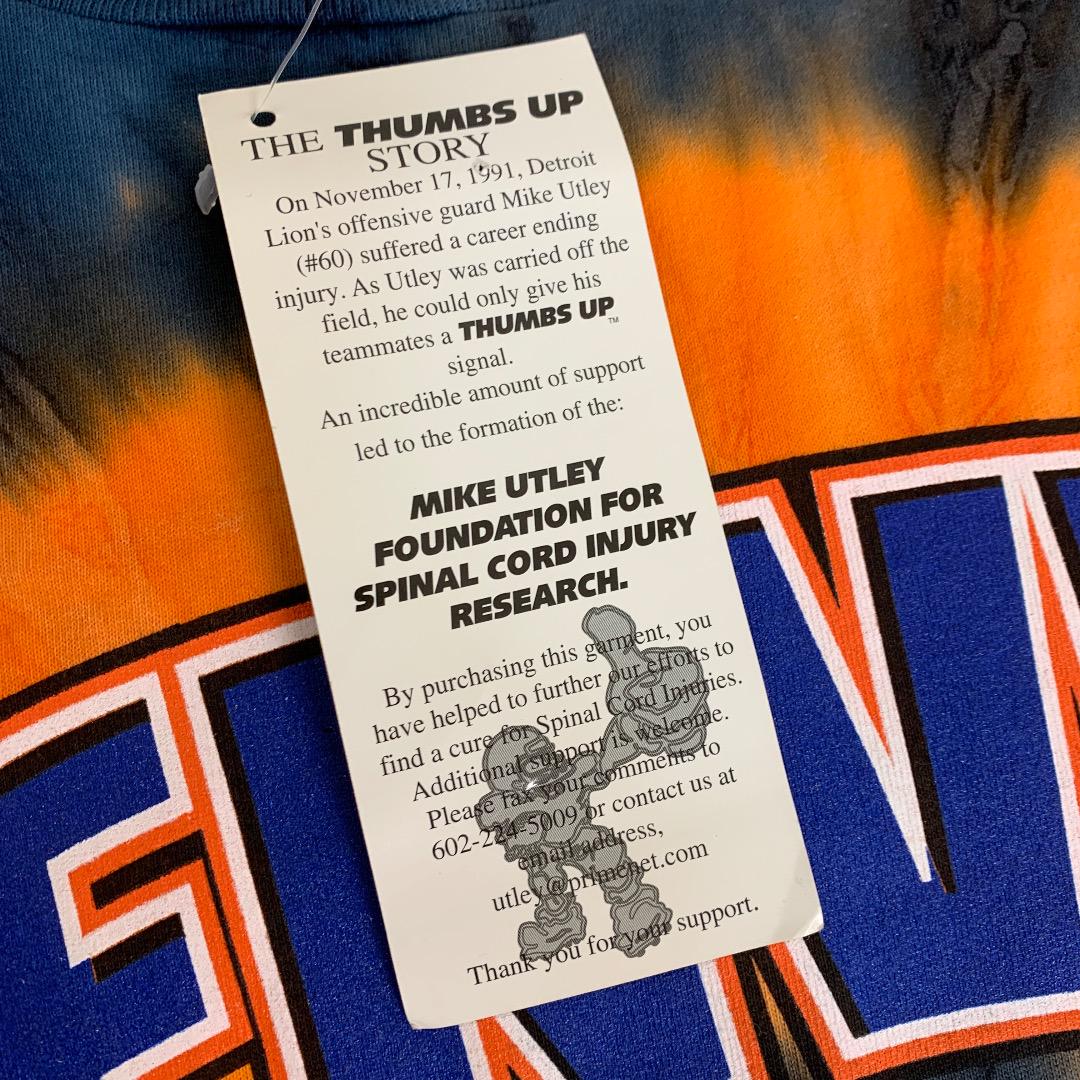 THE THUMBS UP
STORY
On November 17, 1991, Detroit
Lion's offensive guard Mike Utley
(#60) suffered a career ending
injury. As Utley was carried off the
field, he could only give his
teammates a THUMBS UP™
signal.
An incredible amount of support
led to the formation of the:
MIKE UTLEY
FOUNDATION FOR
SPINAL CORD INJURY
RESEARCH.
By purchasing this garment, you
have helped to further our efforts to
find a cure for Spinal Cord Injuries.
Additional support is welcome.
Please fax your comments to
602-224-5009 or contact us at
email address,
utley@primenet.com
Thank you for your support.